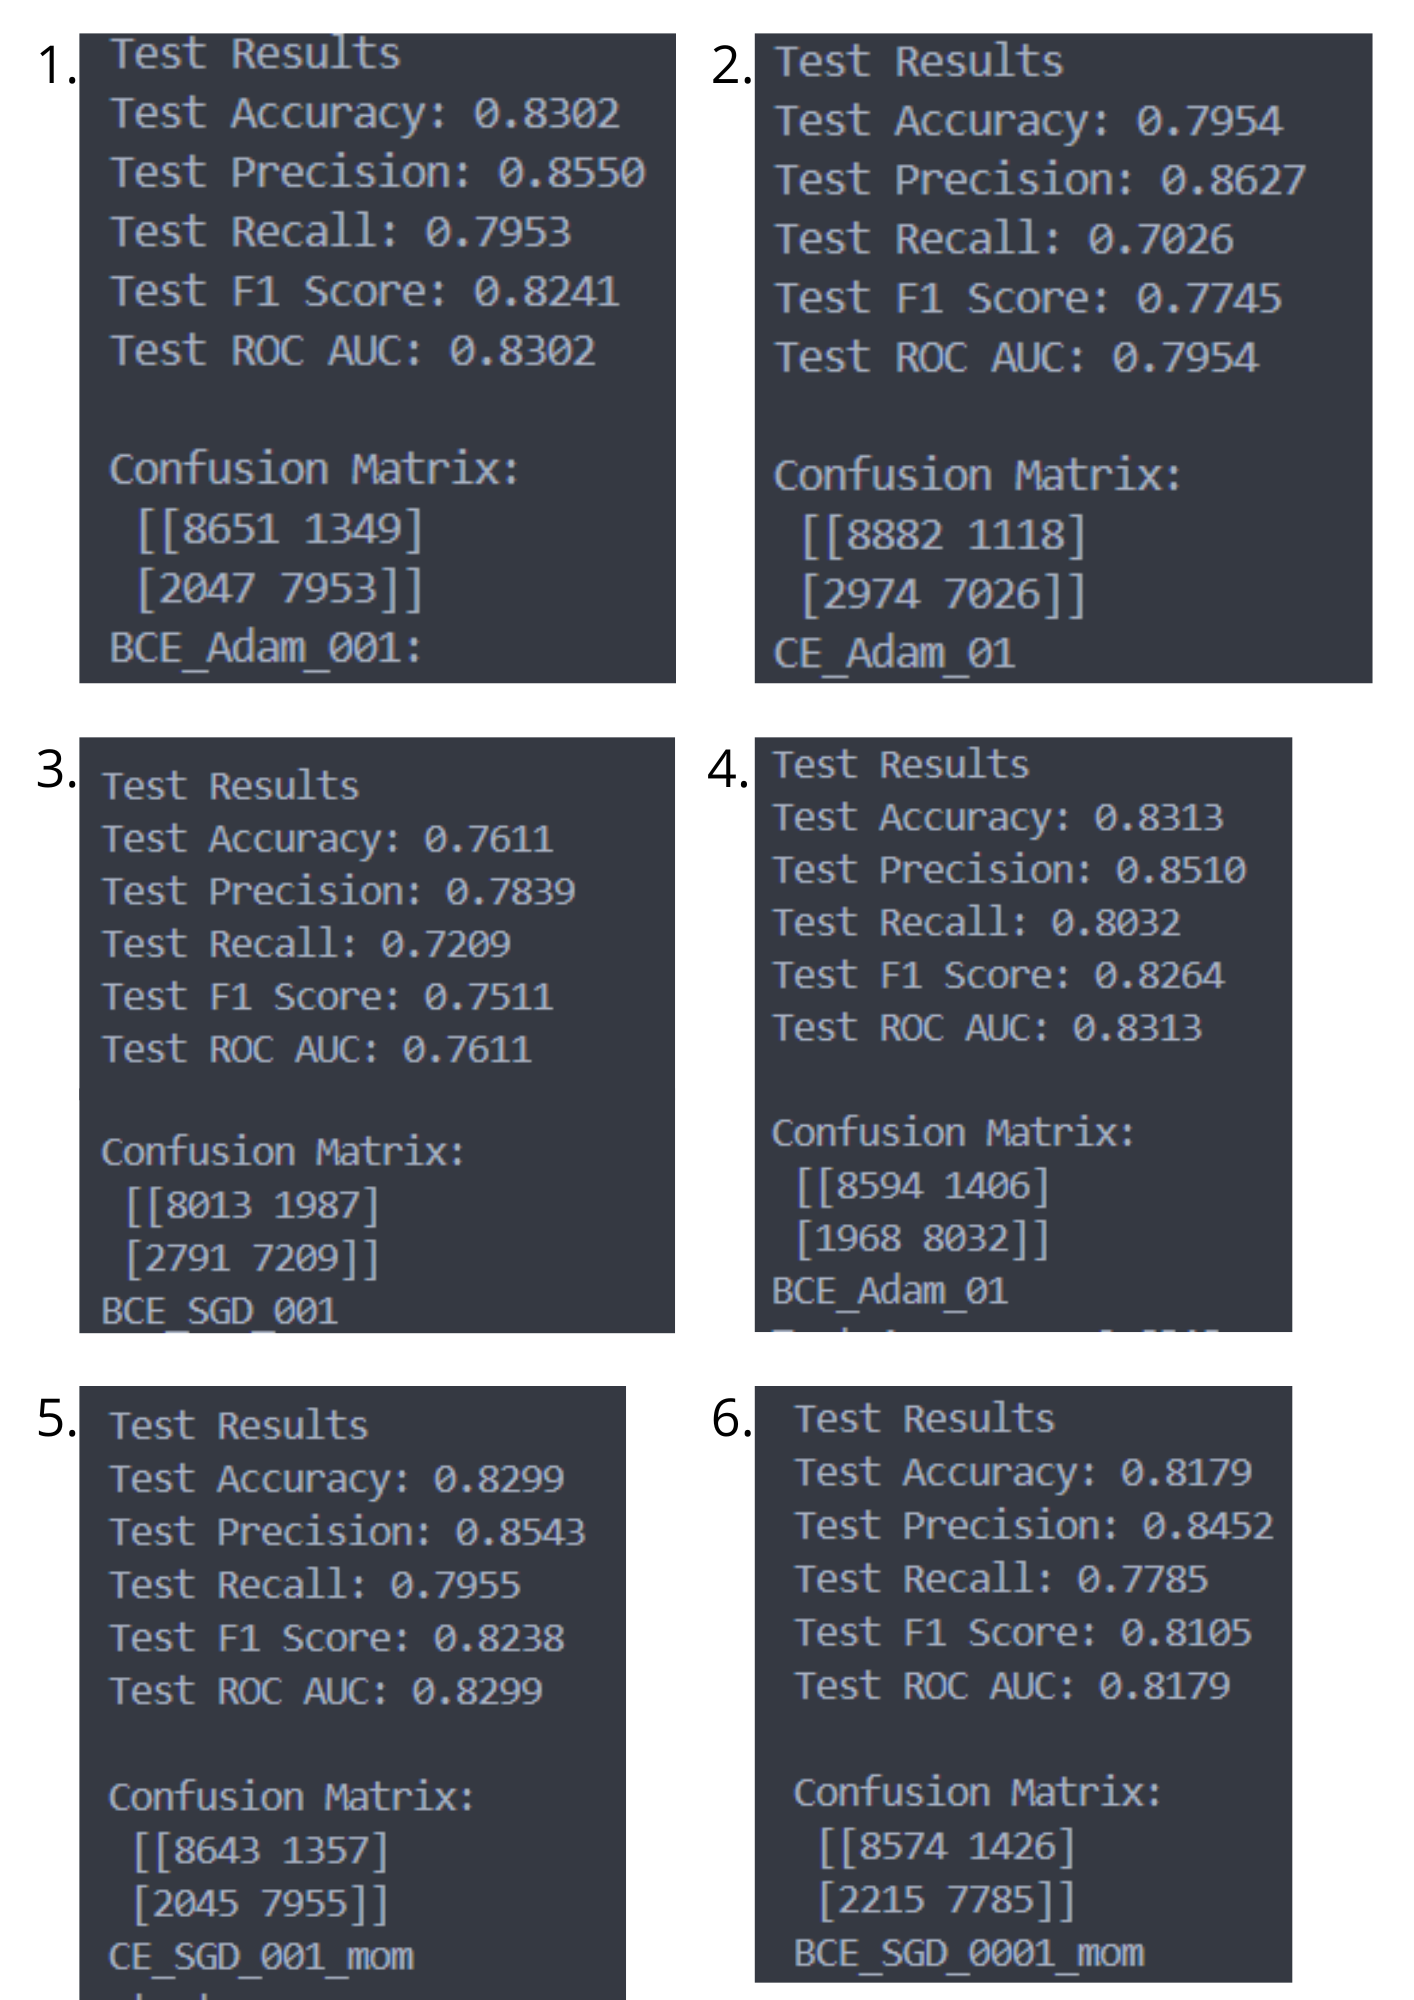 1.
Test Results
Test Accuracy: 0.8302
Test Precision: 0.8550
Test Recall: 0.7953
Test F1 Score: 0.8241
Test ROC AUC: 0.8302
Confusion Matrix:
[[8651 1349]
[2047 7953]]
BCE_Adam_001:
2.
Test Results
Test Accuracy: 0.7954
Test Precision: 0.8627
Test Recall: 0.7026
Test F1 Score: 0.7745
Test ROC AUC: 0.7954
Confusion Matrix:
[[8882 1118]
[2974 7026]]
CE_Adam_01
3.
Test Results
Test Accuracy: 0.7611
Test Precision: 0.7839
Test Recall: 0.7209
Test F1 Score: 0.7511
Test ROC AUC: 0.7611
Confusion Matrix:
[[8013 1987]
[2791 7209]]
BCE_SGD_001
4.
Test Results
Test Accuracy: 0.8313
Test Precision: 0.8510
Test Recall: 0.8032
Test F1 Score: 0.8264
Test ROC AUC: 0.8313
Confusion Matrix:
[[8594 1406]
[1968 8032]]
BCE_Adam_01
5.
Test Results
Test Accuracy: 0.8299
Test Precision: 0.8543
Test Recall: 0.7955
Test F1 Score: 0.8238
Test ROC AUC: 0.8299
Confusion Matrix:
[[8643 1357]
[2045 7955]]
CE_SGD_001_mom
6.
Test Results
Test Accuracy: 0.8179
Test Precision: 0.8452
Test Recall: 0.7785
Test F1 Score: 0.8105
Test ROC AUC: 0.8179
Confusion Matrix:
[[8574 1426]
[2215 7785]]
BCE_SGD_0001_mom